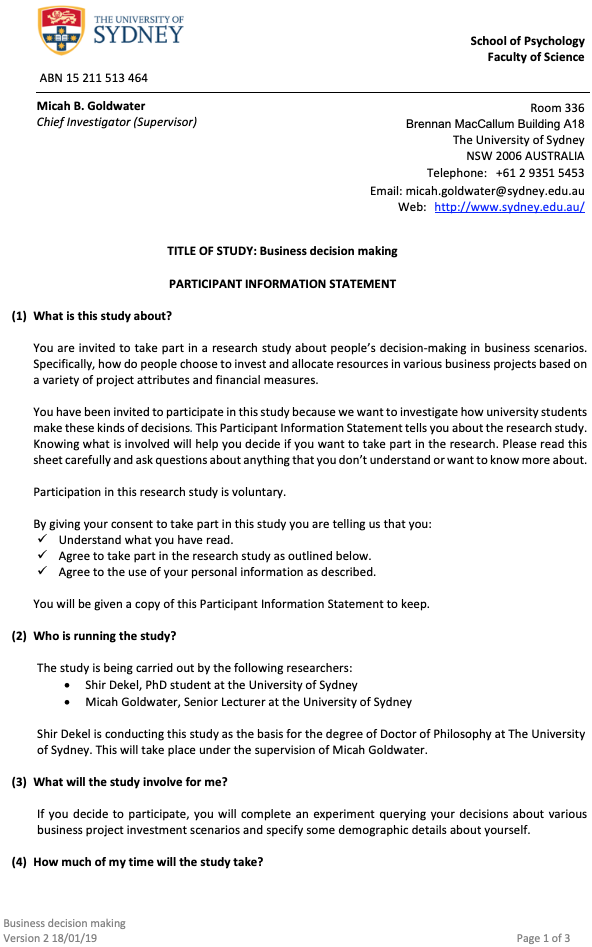 THE UNIVERSITY OF
SYDNEY
School of Psychology
Faculty of Science
ABN 15 211 513 464
Micah B. Goldwater
Chief Investigator (Supervisor)
Room 336
Brennan MacCallum Building A18
The University of Sydney
NSW 2006 AUSTRALIA
Telephone: +61 2 9351 5453
Email: micah.goldwater@sydney.edu.au
Web: http://www.sydney.edu.au/
TITLE OF STUDY: Business decision making
PARTICIPANT INFORMATION STATEMENT
(1) What is this study about?
You are invited to take part in a research study about people's decision-making in business scenarios.
Specifically, how do people choose to invest and allocate resources in various business projects based on
a variety of project attributes and financial measures.
You have been invited to participate in this study because we want to investigate how university students
make these kinds of decisions. This Participant Information Statement tells you about the research study.
Knowing what is involved will help you decide if you want to take part in the research. Please read this
sheet carefully and ask questions about anything that you don't understand or want to know more about.
Participation in this research study is voluntary.
By giving your consent to take part in this study you are telling us that you:
✓ Understand what you have read.
✓ Agree to take part in the research study as outlined below.
✓ Agree to the use of your personal information as described.
You will be given a copy of this Participant Information Statement to keep.
(2) Who is running the study?
The study is being carried out by the following researchers:
• Shir Dekel, PhD student at the University of Sydney
• Micah Goldwater, Senior Lecturer at the University of Sydney
Shir Dekel is conducting this study as the basis for the degree of Doctor of Philosophy at The University
of Sydney. This will take place under the supervision of Micah Goldwater.
(3) What will the study involve for me?
If you decide to participate, you will complete an experiment querying your decisions about various
business project investment scenarios and specify some demographic details about yourself.
(4) How much of my time will the study take?
Business decision making
Version 2 18/01/19
Page 1 of 3